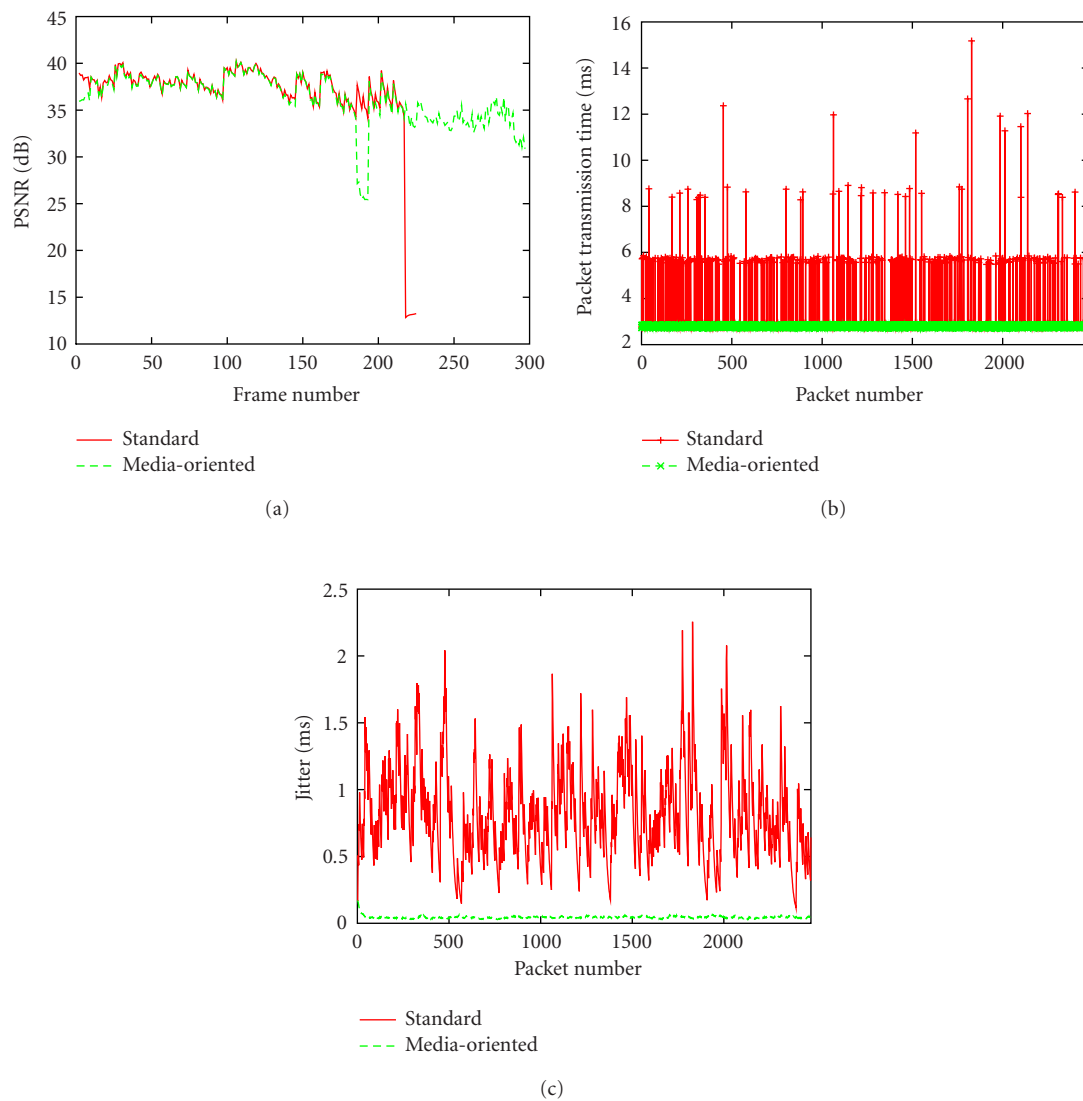 45
40
35
30
25
20
15
10
PSNR (dB)
0 50 100 150 200 250 300
Frame number
Standard
Media-oriented
(a)
16
14
12
10
8
6
4
2
Packet transmission time (ms)
0 500 1000 1500 2000
Packet number
Standard
Media-oriented
(b)
2.5
2
1.5
1
0.5
0
Jitter (ms)
0 500 1000 1500 2000
Packet number
Standard
Media-oriented
(c)